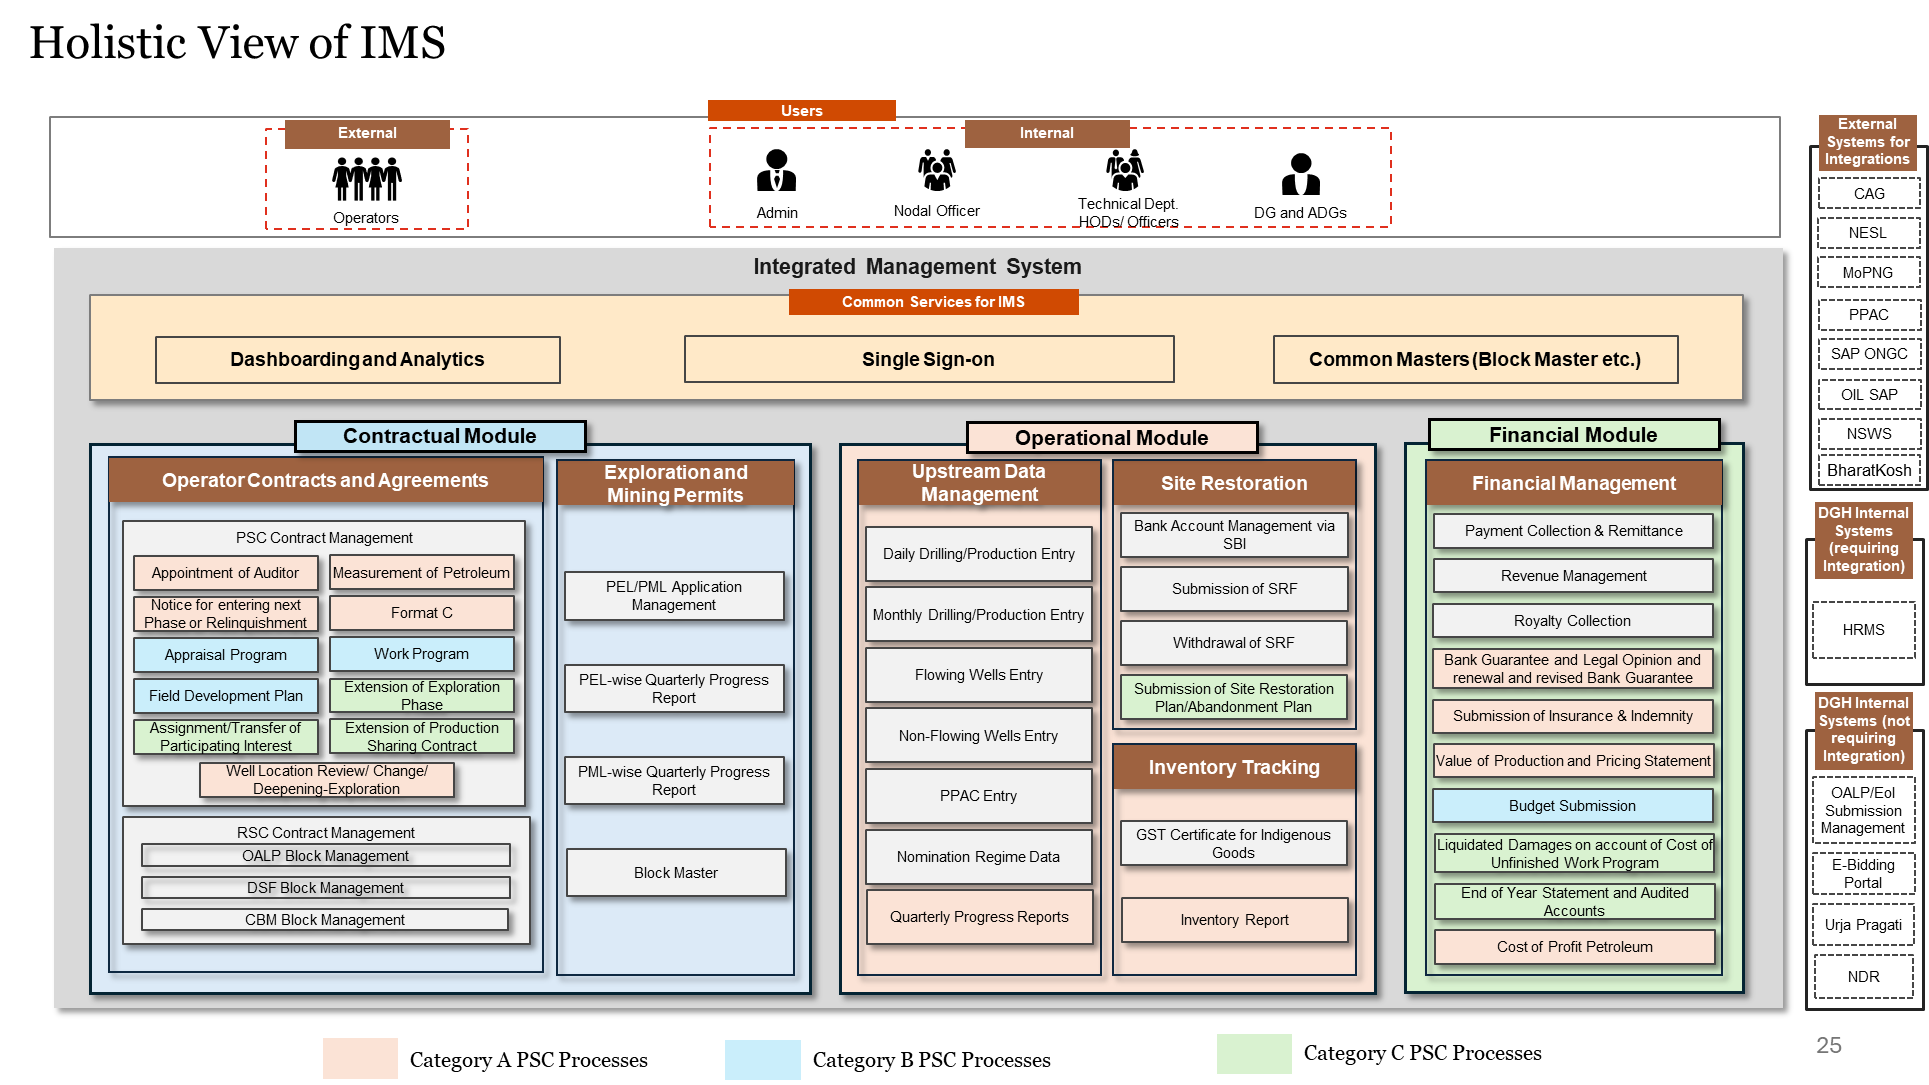 Holistic View of IMS
Users
External
Internal
Operators
Admin
Nodal Officer
Technical Dept.
HODs/ Officers
DG and ADGs
Integrated Management System
Common Services for IMS
Dashboarding and Analytics
Single Sign-on
Common Masters (Block Master etc.)
Contractual Module
Operator Contracts and Agreements
PSC Contract Management
Appointment of Auditor
Measurement of Petroleum
Notice for entering next
Phase or Relinquishment
Format C
Appraisal Program
Work Program
Field Development Plan
Extension of Exploration
Phase
Assignment/Transfer of
Participating Interest
Extension of Production
Sharing Contract
Well Location Review/ Change/
Deepening-Exploration
RSC Contract Management
OALP Block Management
DSF Block Management
CBM Block Management
Exploration and
Mining Permits
PEL/PML Application
Management
PEL-wise Quarterly Progress
Report
PML-wise Quarterly Progress
Report
Block Master
Operational Module
Upstream Data
Management
Daily Drilling/Production Entry
Monthly Drilling/Production Entry
Flowing Wells Entry
Non-Flowing Wells Entry
PPAC Entry
Nomination Regime Data
Quarterly Progress Reports
Site Restoration
Bank Account Management via
SBI
Submission of SRF
Withdrawal of SRF
Submission of Site Restoration
Plan/Abandonment Plan
Inventory Tracking
GST Certificate for Indigenous
Goods
Inventory Report
Financial Module
Financial Management
Payment Collection & Remittance
Revenue Management
Royalty Collection
Bank Guarantee and Legal Opinion and
renewal and revised Bank Guarantee
Submission of Insurance & Indemnity
Value of Production and Pricing Statement
Budget Submission
Liquidated Damages on account of Cost of
Unfinished Work Program
End of Year Statement and Audited
Accounts
Cost of Profit Petroleum
External
Systems for
Integrations
CAG
NESL
MoPNG
PPAC
SAP ONGC
OIL SAP
NSWS
BharatKosh
DGH Internal
Systems
(requiring
Integration)
HRMS
DGH Internal
Systems (not
requiring
Integration)
OALP/EoI
Submission
Management
E-Bidding
Portal
Urja Pragati
NDR
Category A PSC Processes
Category B PSC Processes
Category C PSC Processes
25